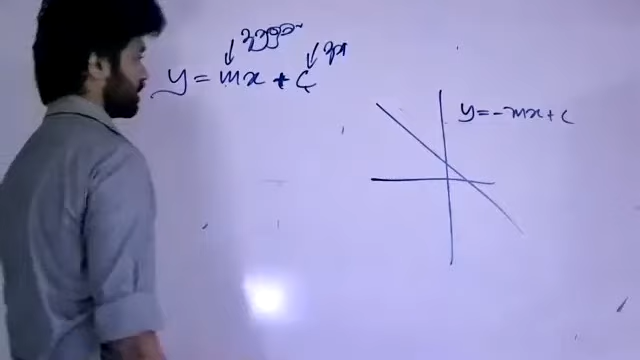 y = mx + c
y = -mx + c